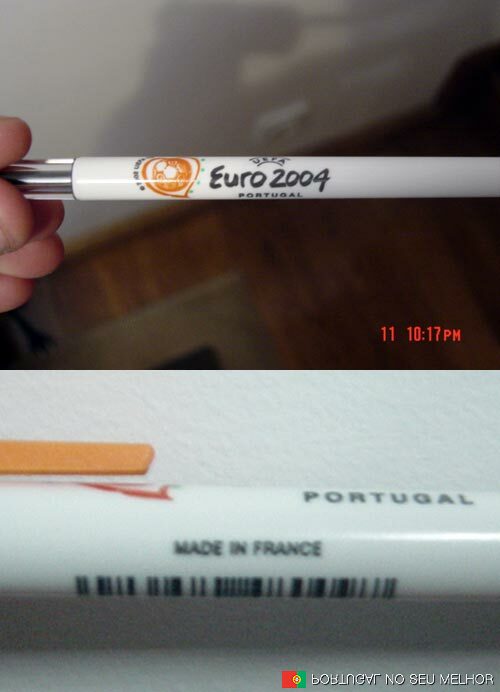 UEFA
Euro 2004
PORTUGAL
11 10:17PM
PORTUGAL
MADE IN FRANCE
PORTUGAL NO SEU MELHOR